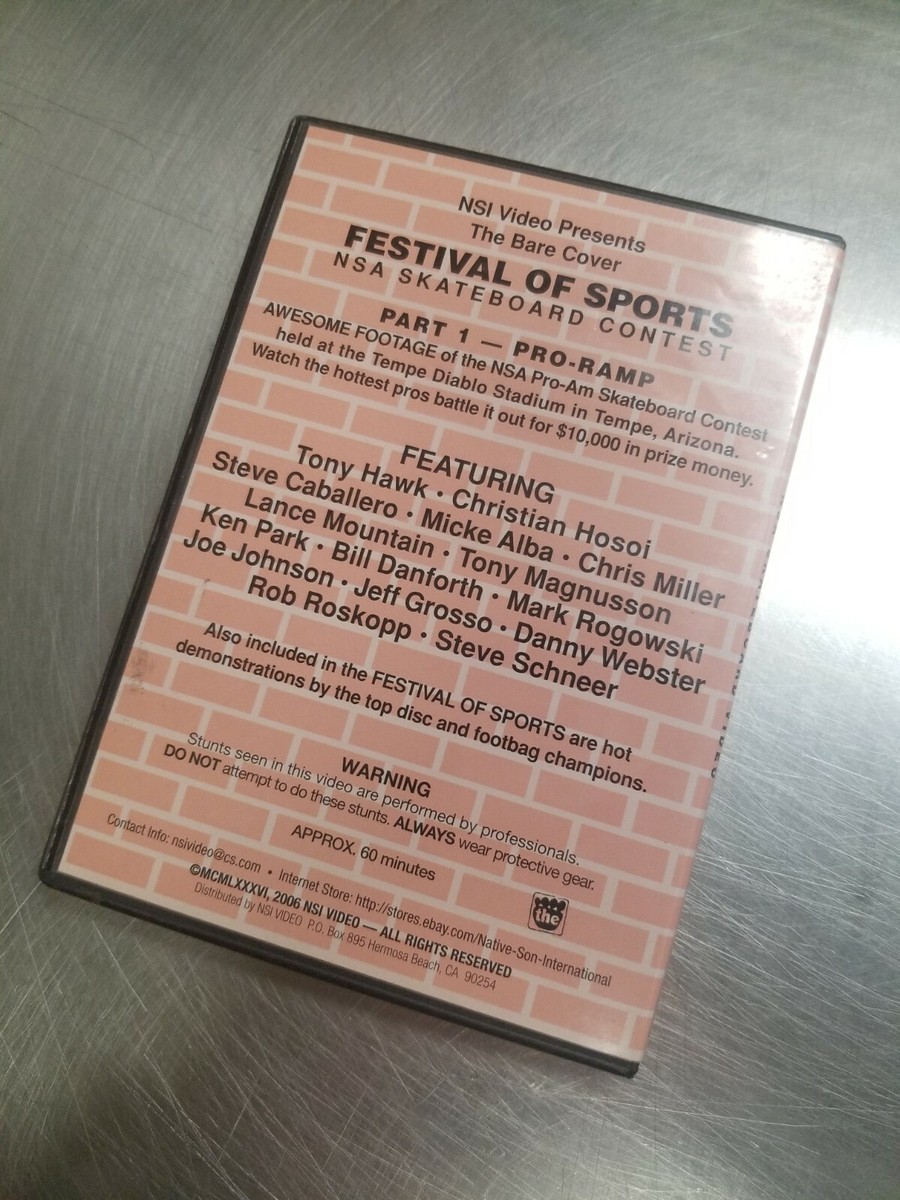 NSI Video Presents
The Bare Cover
FESTIVAL OF SPORTS
NSA SKATEBOARD CONTEST
PART 1 — PRO-RAMP
AWESOME FOOTAGE of the NSA Pro-Am Skateboard Contest
held at the Tempe Diablo Stadium in Tempe, Arizona.
Watch the hottest pros battle it out for $10,000 in prize money.
FEATURING
Tony Hawk • Christian Hosoi
Steve Caballero • Micke Alba • Chris Miller
Lance Mountain • Tony Magnusson
Ken Park • Bill Danforth • Mark Rogowski
Joe Johnson • Jeff Grosso • Danny Webster
Rob Roskopp • Steve Schneer
Also included in the FESTIVAL OF SPORTS are hot
demonstrations by the top disc and footbag champions.
WARNING
Stunts seen in this video are performed by professionals.
DO NOT attempt to do these stunts. ALWAYS wear protective gear.
APPROX. 60 minutes
the
Contact Info: nsivideo@cs.com • Internet Store: http://stores.ebay.com/Native-Son-International
©MCMLXXXVI, 2006 NSI VIDEO — ALL RIGHTS RESERVED
Distributed by NSI VIDEO P.O. Box 895 Hermosa Beach, CA 90254